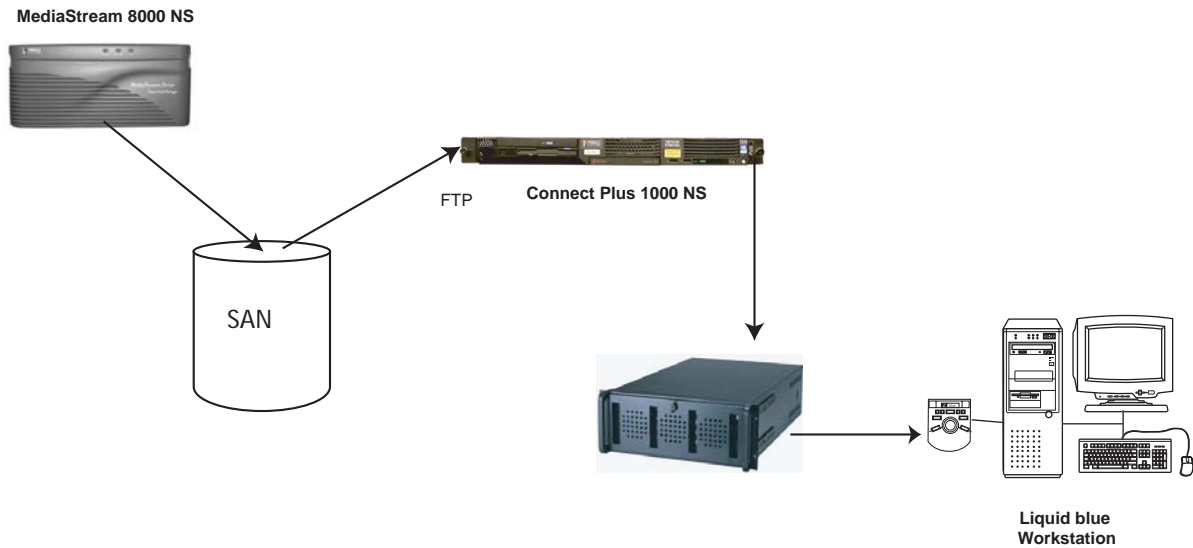 MediaStream 8000 NS
FTP
Connect Plus 1000 NS
SAN
Liquid blue
Workstation